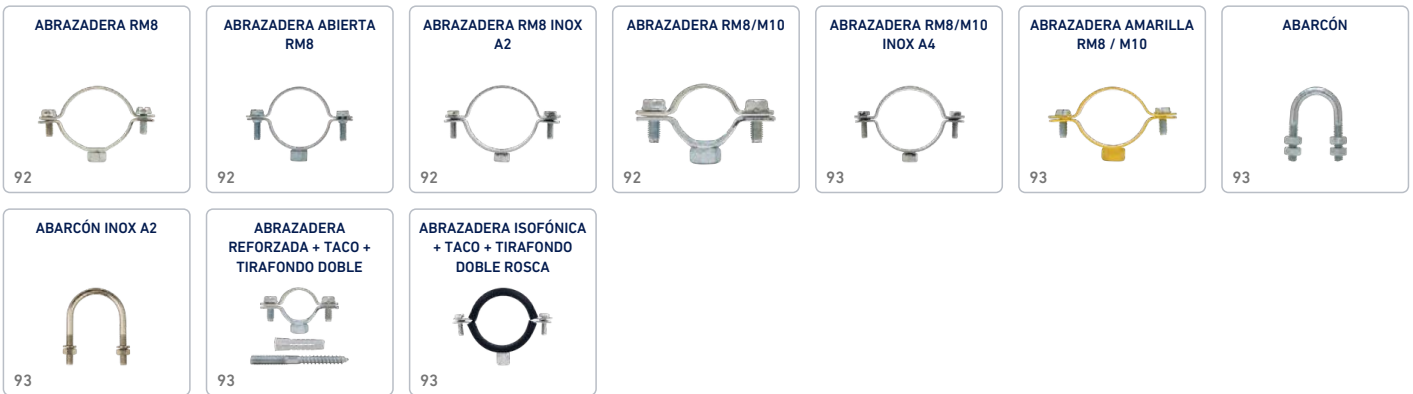 ABRAZADERA RM8
92
ABRAZADERA ABIERTA
RM8
92
ABRAZADERA RM8 INOX
A2
92
ABRAZADERA RM8/M10
92
ABRAZADERA RM8/M10
INOX A4
93
ABRAZADERA AMARILLA
RM8 / M10
93
ABARCÓN
93
ABARCÓN INOX A2
93
ABRAZADERA
REFORZADA + TACO +
TIRAFONDO DOBLE
93
ABRAZADERA ISOFÓNICA
+ TACO + TIRAFONDO
DOBLE ROSCA
93